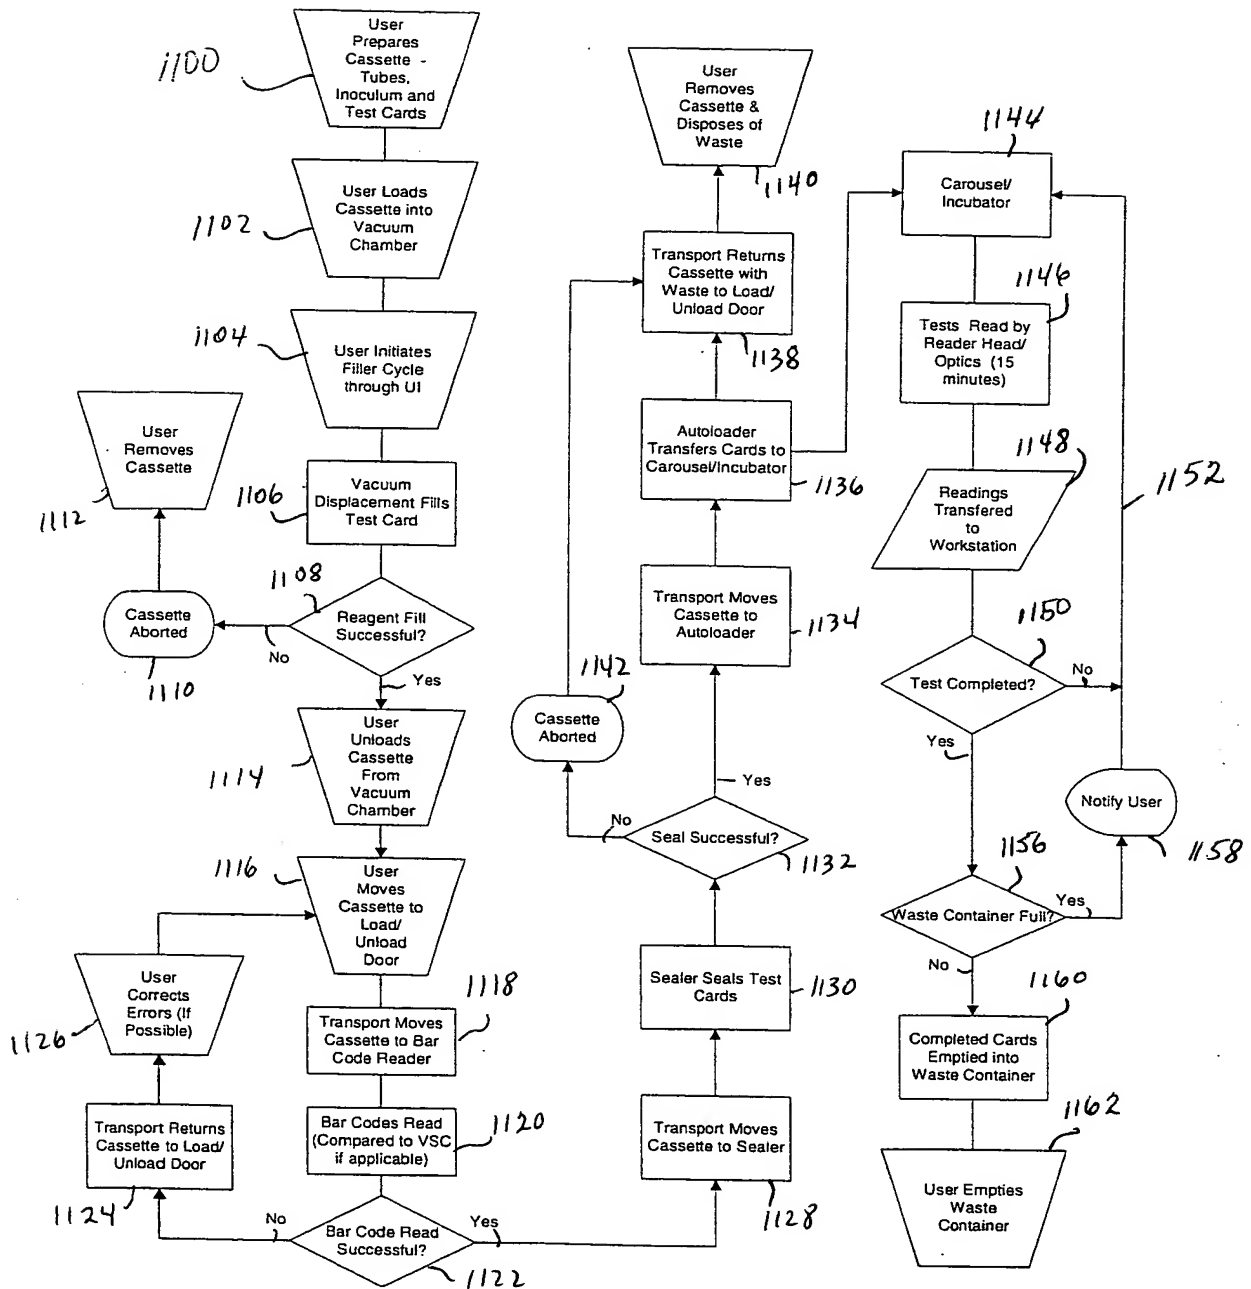 1100
User
Prepares
Cassette -
Tubes,
Inoculum and
Test Cards
1102
User Loads
Cassette into
Vacuum
Chamber
1104
User Initiates
Filler Cycle
through UI
User
Removes
Cassette
1112
1106
Vacuum
Displacement Fills
Test Card
1108
Reagent Fill
Successful?
No
Yes
Cassette
Aborted
1110
1114
User
Unloads
Cassette
From
Vacuum
Chamber
1116
User
Moves
Cassette to
Load/
Unload
Door
1118
Transport Moves
Cassette to Bar
Code Reader
1120
Bar Codes Read
(Compared to VSC
if applicable)
User
Corrects
Errors (If
Possible)
1126
Transport Returns
Cassette to Load/
Unload Door
1124
No
Bar Code Read
Successful?
Yes
1122
User
Removes
Cassette &
Disposes of
Waste
1140
Transport Returns
Cassette with
Waste to Load/
Unload Door
1138
Autoloader
Transfers Cards to
Carousel/Incubator
1136
Transport Moves
Cassette to
Autoloader
1134
1142
Cassette
Aborted
Yes
No
Seal Successful?
1132
Sealer Seals Test
Cards
1130
Transport Moves
Cassette to Sealer
1128
1144
Carousel/
Incubator
1146
Tests Read by
Reader Head/
Optics (15
minutes)
1148
Readings
Transfered
to
Workstation
1152
1150
Test Completed?
No
Yes
Notify User
1158
1156
Waste Container Full?
Yes
No
1160
Completed Cards
Emptied into
Waste Container
1162
User Empties
Waste
Container